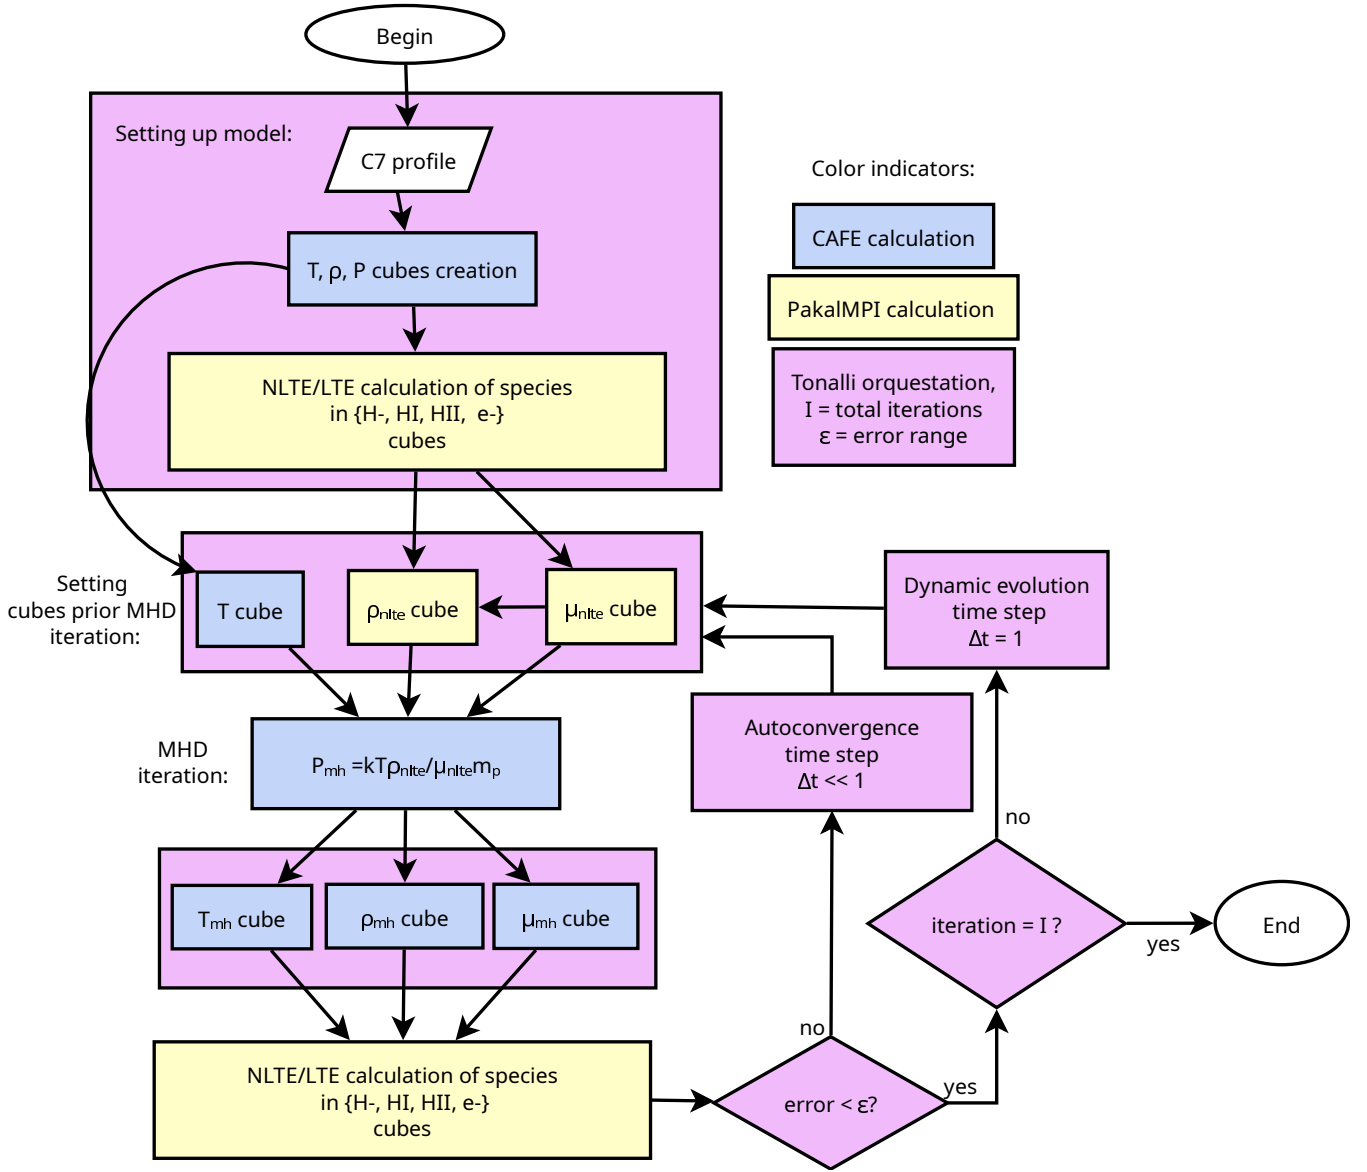 Begin
Setting up model:
C7 profile
T, ρ, P cubes creation
NLTE/LTE calculation of species
in {H-, HI, HII,  e-}
cubes
Color indicators:
CAFE calculation
PakalMPI calculation
Tonalli orquestation,
I = total iterations
ε = error range
Setting
cubes prior MHD
iteration:
T cube
ρnlte cube
μnlte cube
Dynamic evolution
time step
Δt = 1
MHD
iteration:
Pmh =kTρnlte/μnltemp
Autoconvergence
time step
Δt << 1
Tmh cube
ρmh cube
μmh cube
no
iteration = I ?
yes
End
NLTE/LTE calculation of species
in {H-, HI, HII, e-}
cubes
no
error < ε?
yes